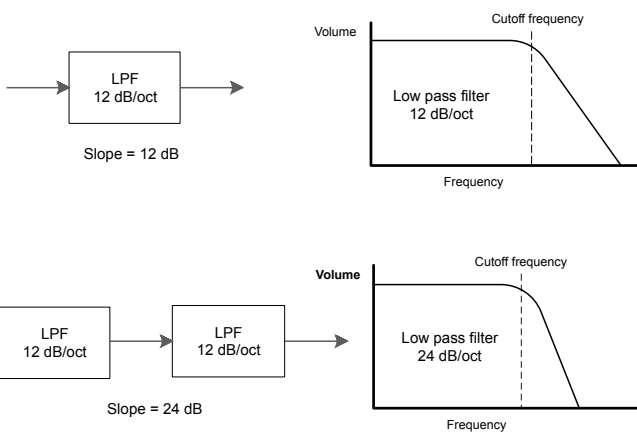 LPF
12 dB/oct
Slope = 12 dB
Volume
Cutoff frequency
Low pass filter
12 dB/oct
Frequency
LPF
12 dB/oct
LPF
12 dB/oct
Slope = 24 dB
Volume
Cutoff frequency
Low pass filter
24 dB/oct
Frequency